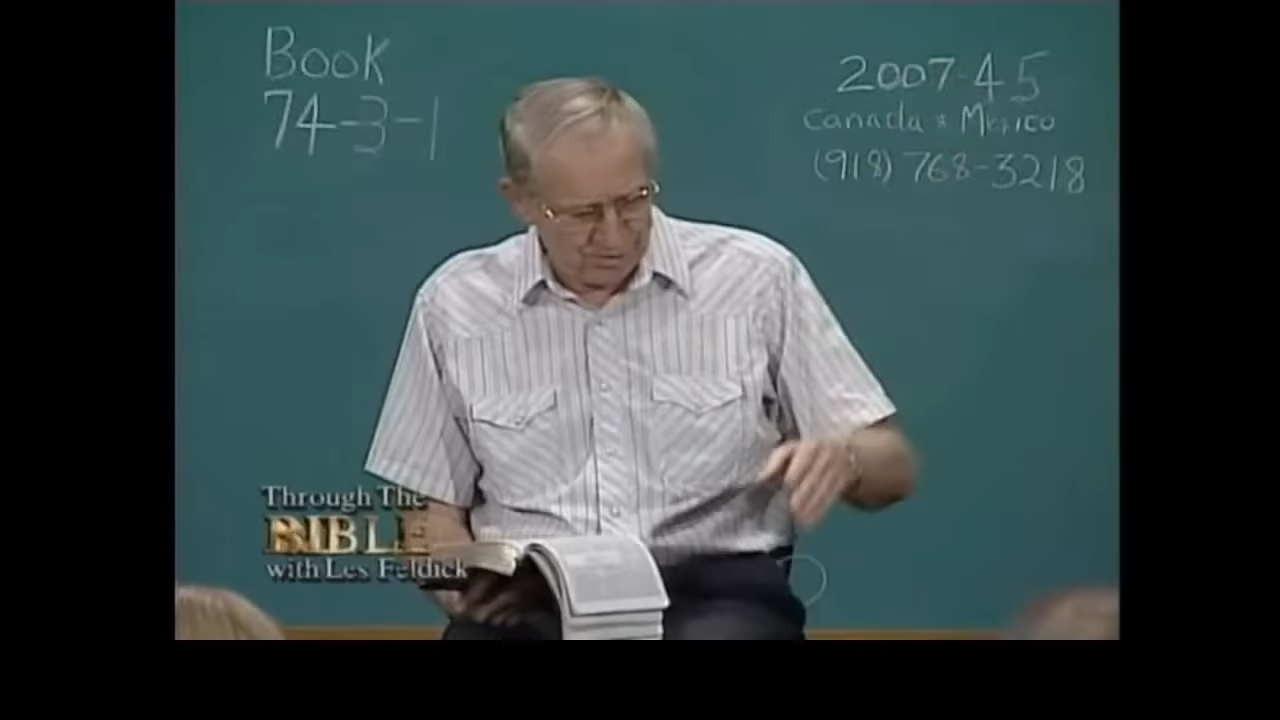 Book
74-3-1
2007-45
Canada & Mexico
(918) 768-3218
Through The
BIBLE
with Les Feldick